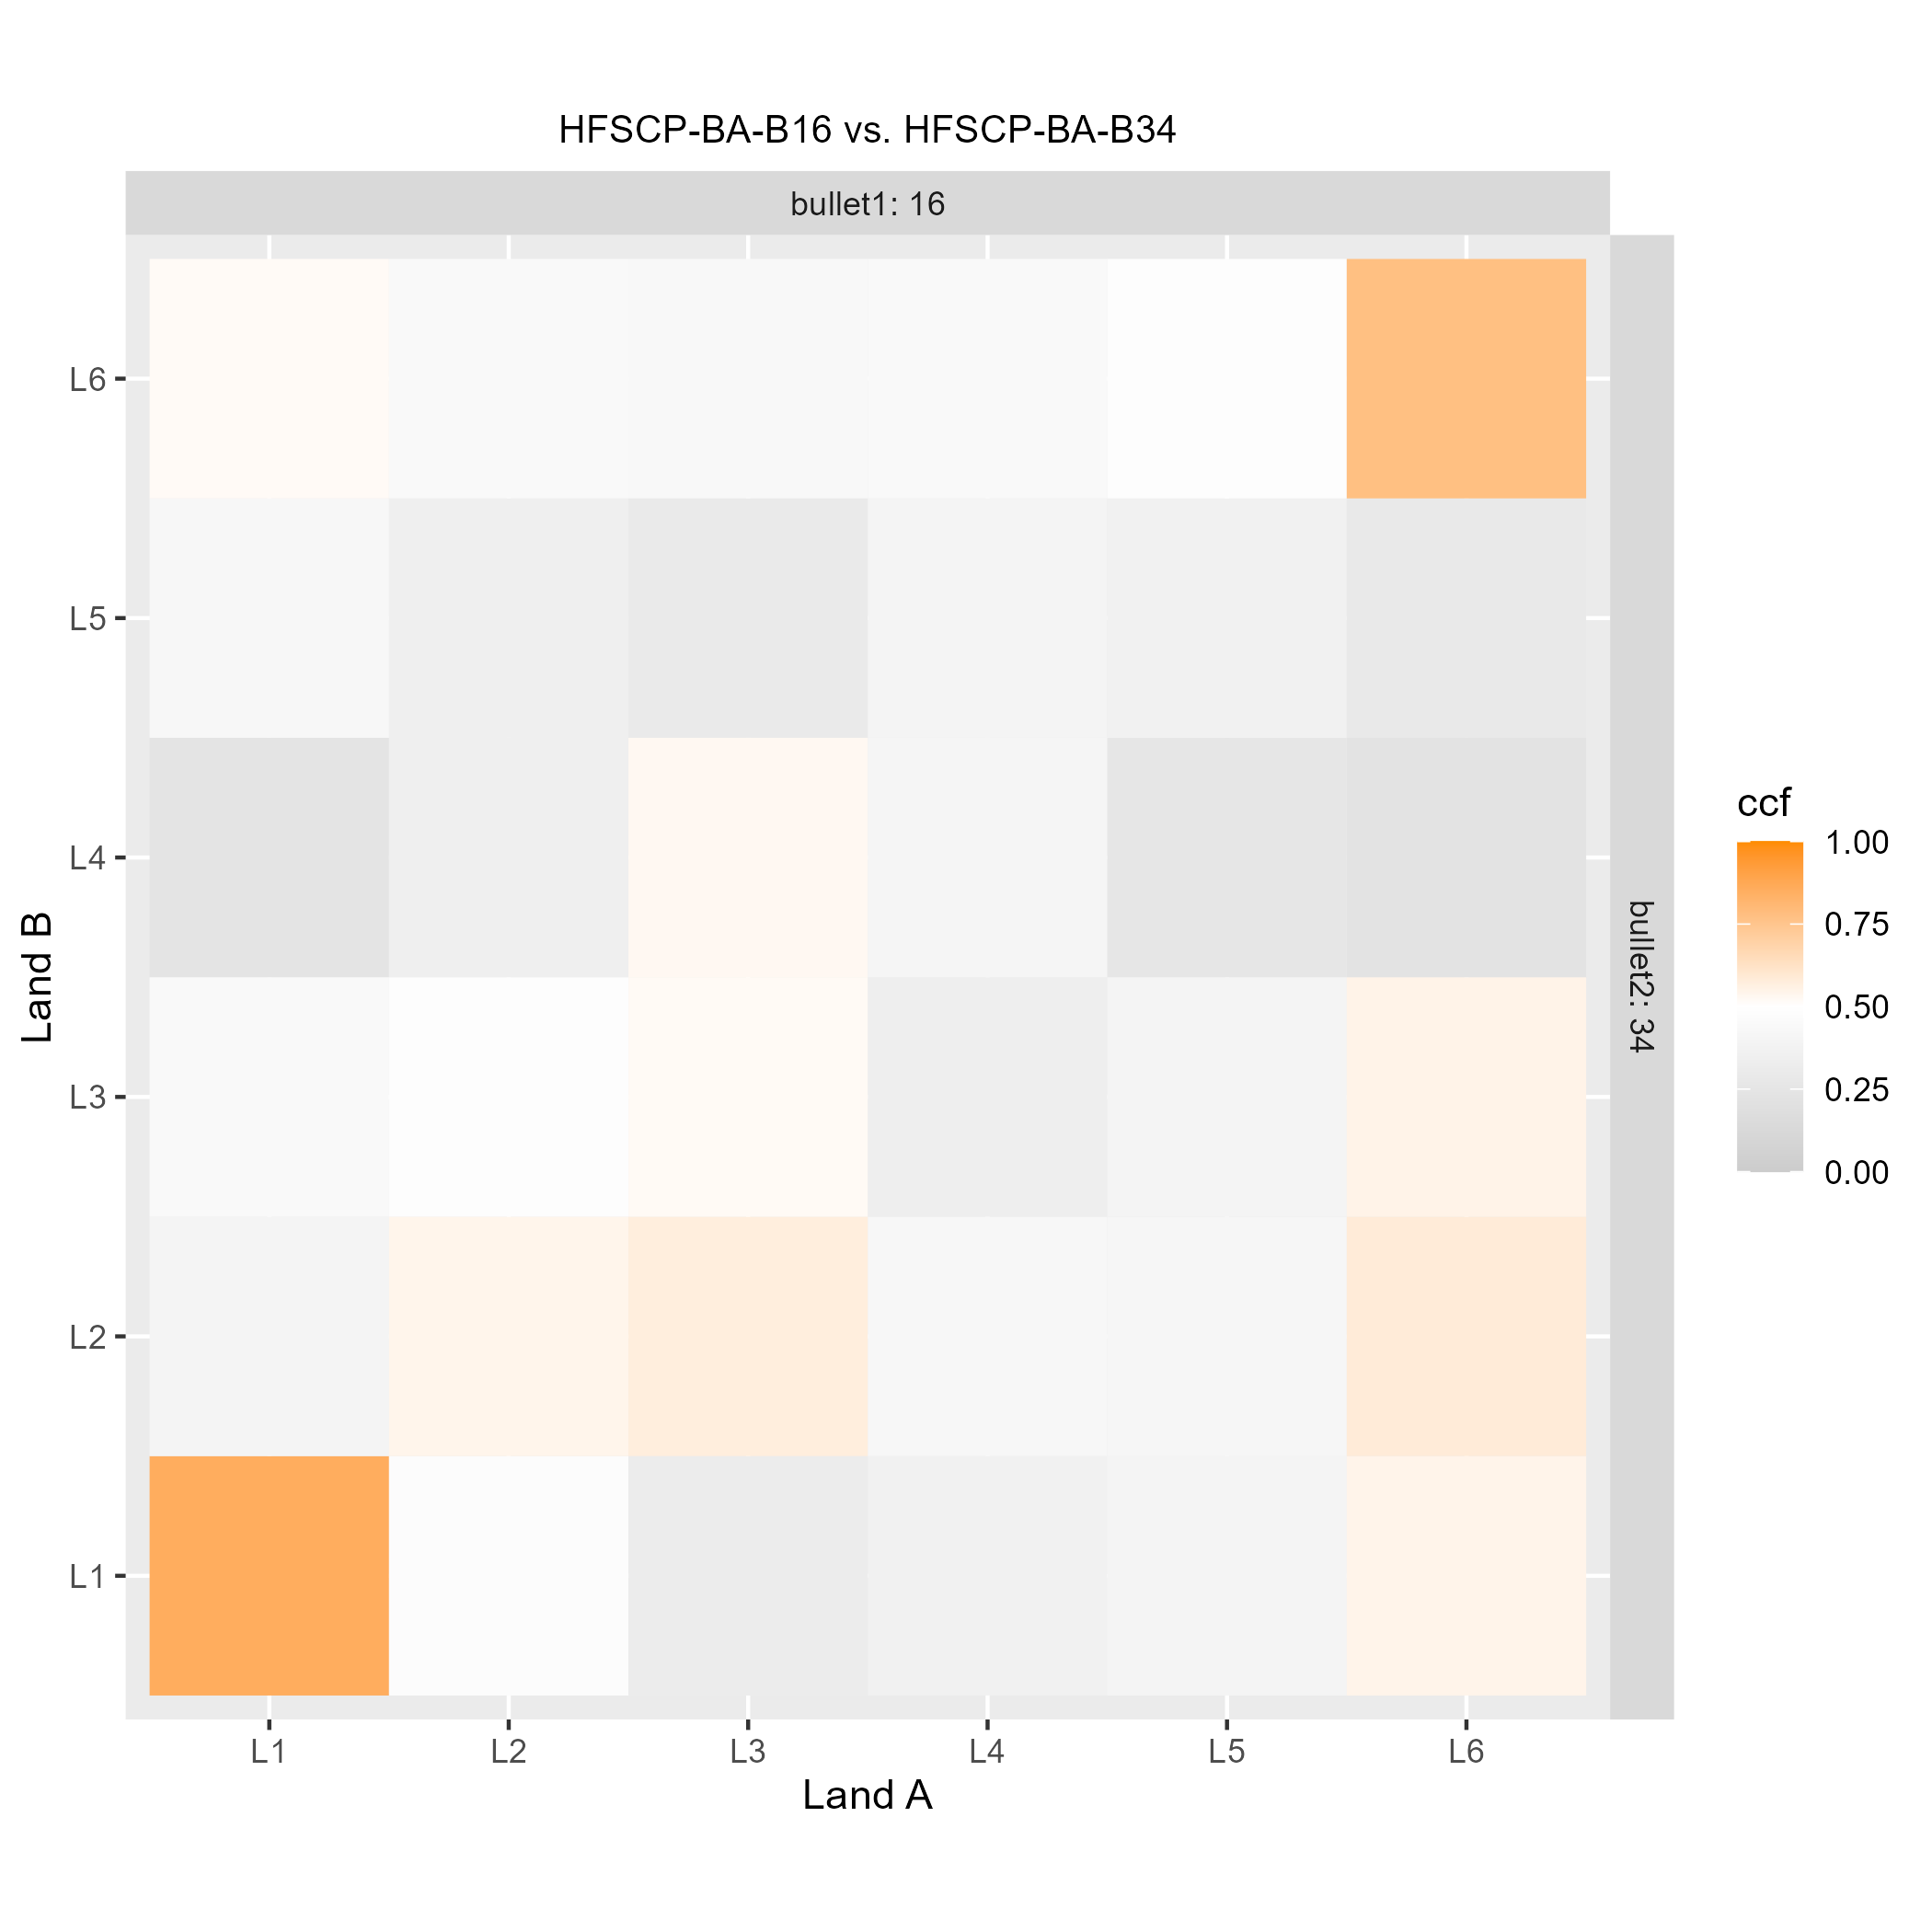 HFSCP-BA-B16 vs. HFSCP-BA-B34
bullet1: 16
L6
L5
L4
L3
L2
L1
Land B
L1
L2
L3
L4
L5
L6
Land A
bullet2: 34
ccf
1.00
0.75
0.50
0.25
0.00